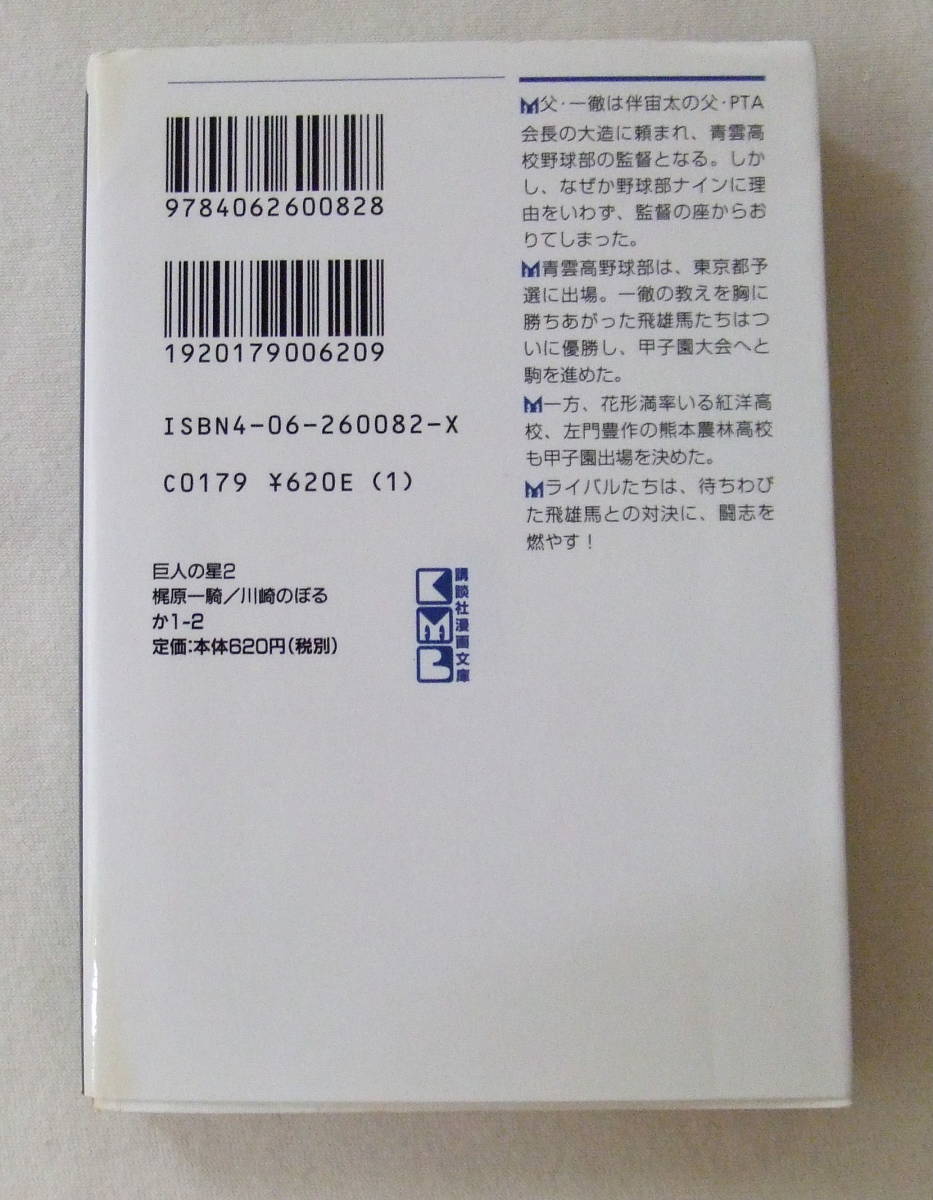 9784062600828
1920179006209
ISBN4-06-260082-X
C0179 ¥620E (1)
巨人の星2
梶原一騎/川崎のぼる
か1-2
定価:本体620円(税別)
KMB
講談社漫画文庫
M父・一徹は伴宙太の父・PTA
会長の大造に頼まれ、青雲高
校野球部の監督となる。しか
し、なぜか野球部ナインに理
由をいわず、監督の座からお
りてしまった。
M青雲高野球部は、東京都予
選に出場。一徹の教えを胸に
勝ちあがった飛雄馬たちはつ
いに優勝し、甲子園大会へと
駒を進めた。
M一方、花形満率いる紅洋高
校、左門豊作の熊本農林高校
も甲子園出場を決めた。
Mライバルたちは、待ちわび
た飛雄馬との対決に、闘志を
燃やす!